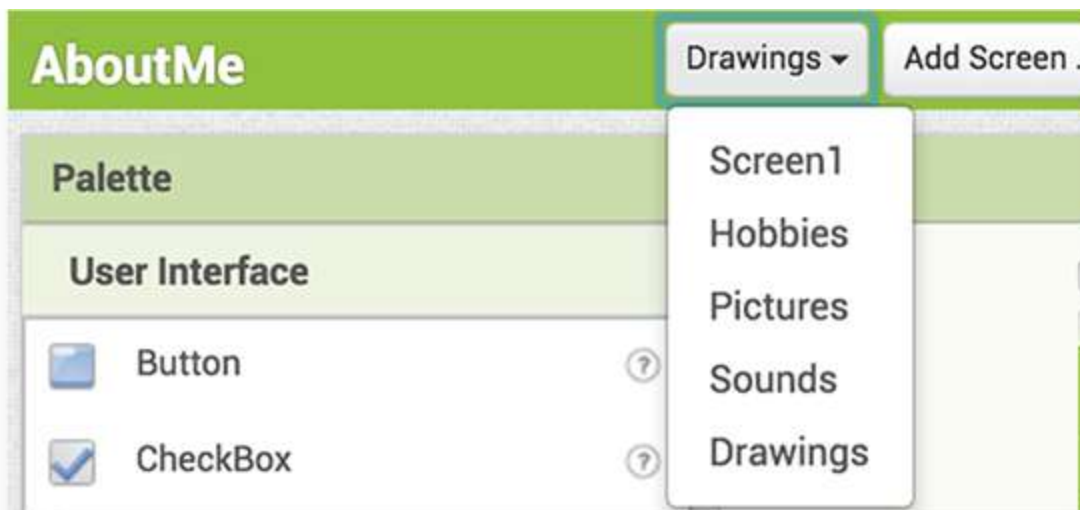 AboutMe
Drawings
Add Screen .
Palette
User Interface
Button
?
CheckBox
?
Screen1
Hobbies
Pictures
Sounds
Drawings